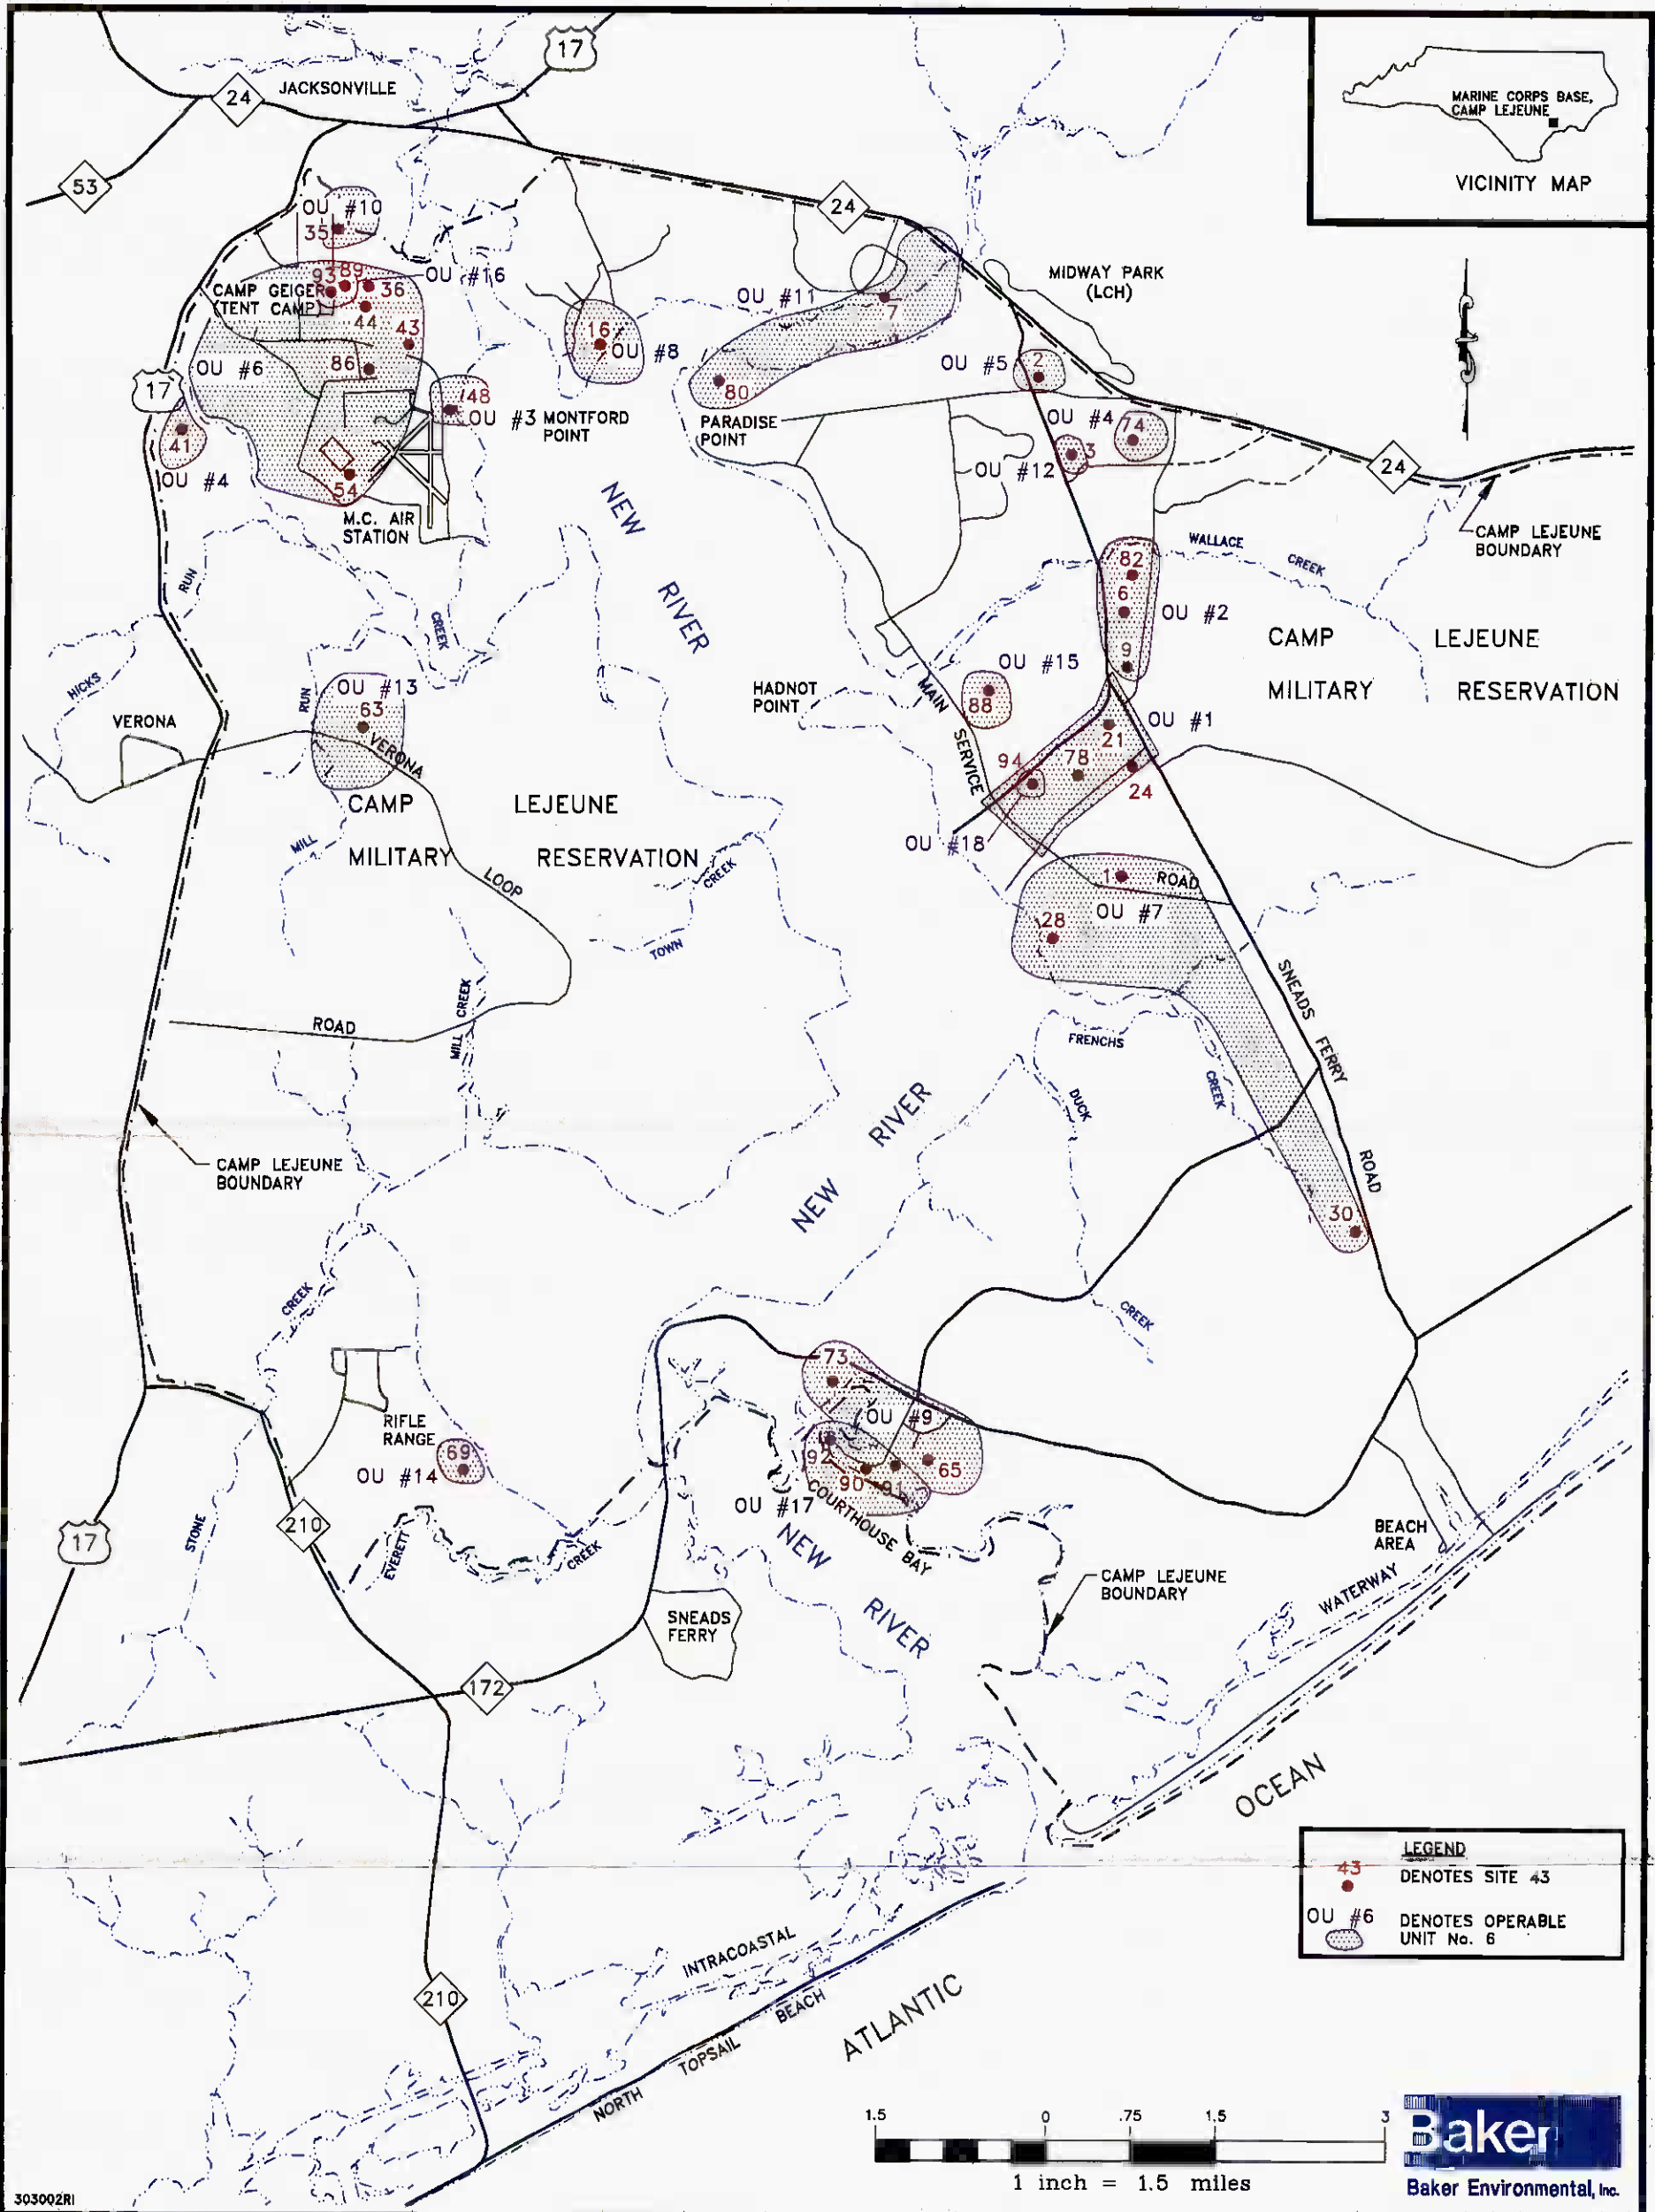 17
24
JACKSONVILLE
53
MARINE CORPS BASE,
CAMP LEJEUNE
VICINITY MAP
OU #10
35
24
93
89
36
OU #16
CAMP GEIGER
(TENT CAMP)
44
43
86
OU #6
17
41
OU #4
54
M.C. AIR
STATION
48
OU #3
MONTFORD
POINT
16
OU #8
OU #11
7
80
PARADISE
POINT
MIDWAY PARK
(LCH)
OU #5
2
OU #4
74
OU #12
3
24
CAMP LEJEUNE
BOUNDARY
NEW
RIVER
WALLACE
CREEK
82
6
OU #2
9
CAMP LEJEUNE
MILITARY RESERVATION
RUN
CREEK
HICKS
RUN
VERONA
OU #13
63
VERONA
OU #15
88
HADNOT
POINT
MAIN
SERVICE
OU #1
21
94
78
24
OU #18
CAMP LEJEUNE
MILITARY RESERVATION
MILL
LOOP
CREEK
TOWN
1
ROAD
OU #7
28
ROAD
MILL CREEK
FRENCHS
CREEK
DUCK
SNEADS
FERRY
ROAD
30
NEW
RIVER
CAMP LEJEUNE
BOUNDARY
CREEK
CREEK
73
OU #9
92
90
91
65
COURTHOUSE BAY
OU #17
RIFLE
RANGE
69
OU #14
17
210
STONE
EVERETT
CREEK
NEW
RIVER
SNEADS
FERRY
172
CAMP LEJEUNE
BOUNDARY
BEACH
AREA
WATERWAY
OCEAN
LEGEND
43
DENOTES SITE 43
OU #6
DENOTES OPERABLE
UNIT No. 6
INTRACOASTAL
210
NORTH TOPSAIL BEACH
ATLANTIC
1.5 0 .75 1.5 3
1 inch = 1.5 miles
Baker
Baker Environmental, Inc.
303002RI